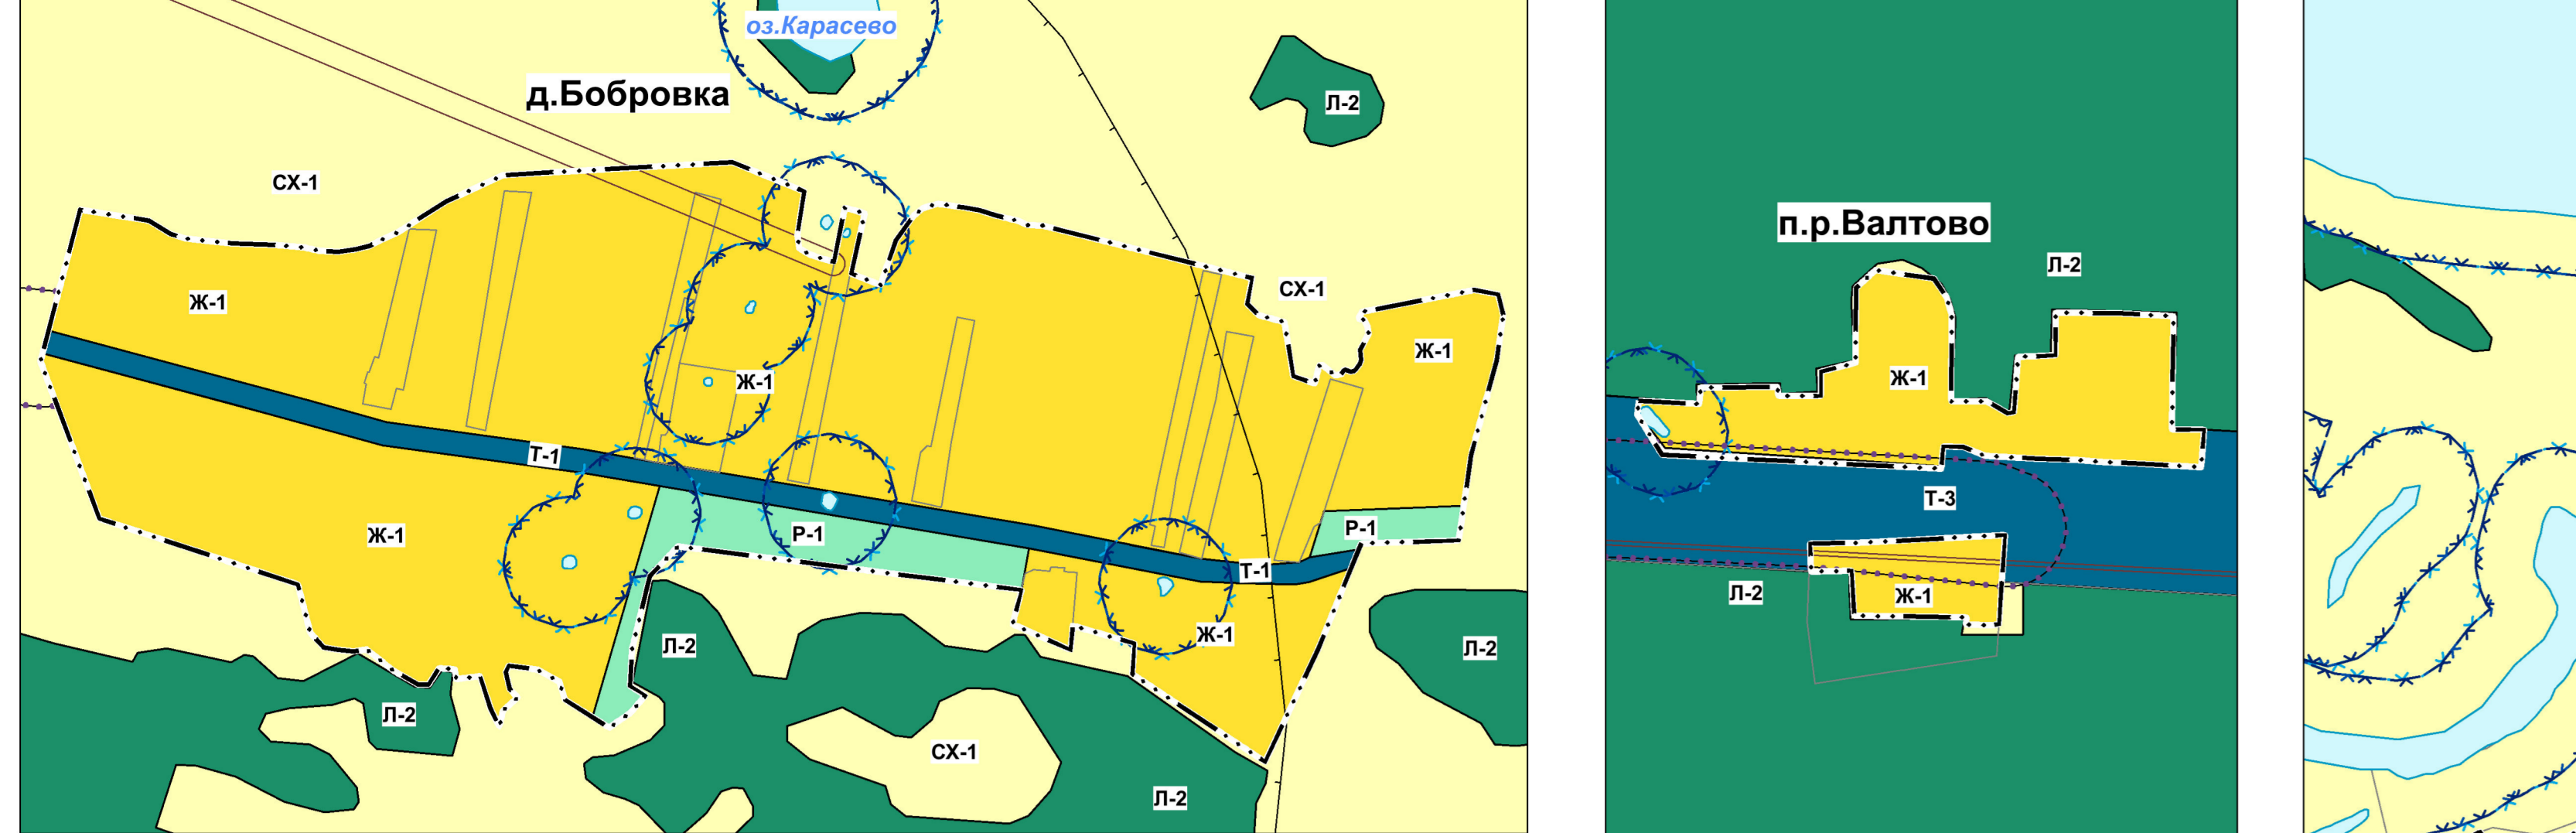 оз.Карасево
д.Бобровка
Л-2
СХ-1
СХ-1
Ж-1
Ж-1
Ж-1
Т-1
Ж-1
Р-1
Р-1
Т-1
Ж-1
Л-2
Л-2
Л-2
СХ-1
Л-2
п.р.Валтово
Л-2
Ж-1
Т-3
Л-2
Ж-1